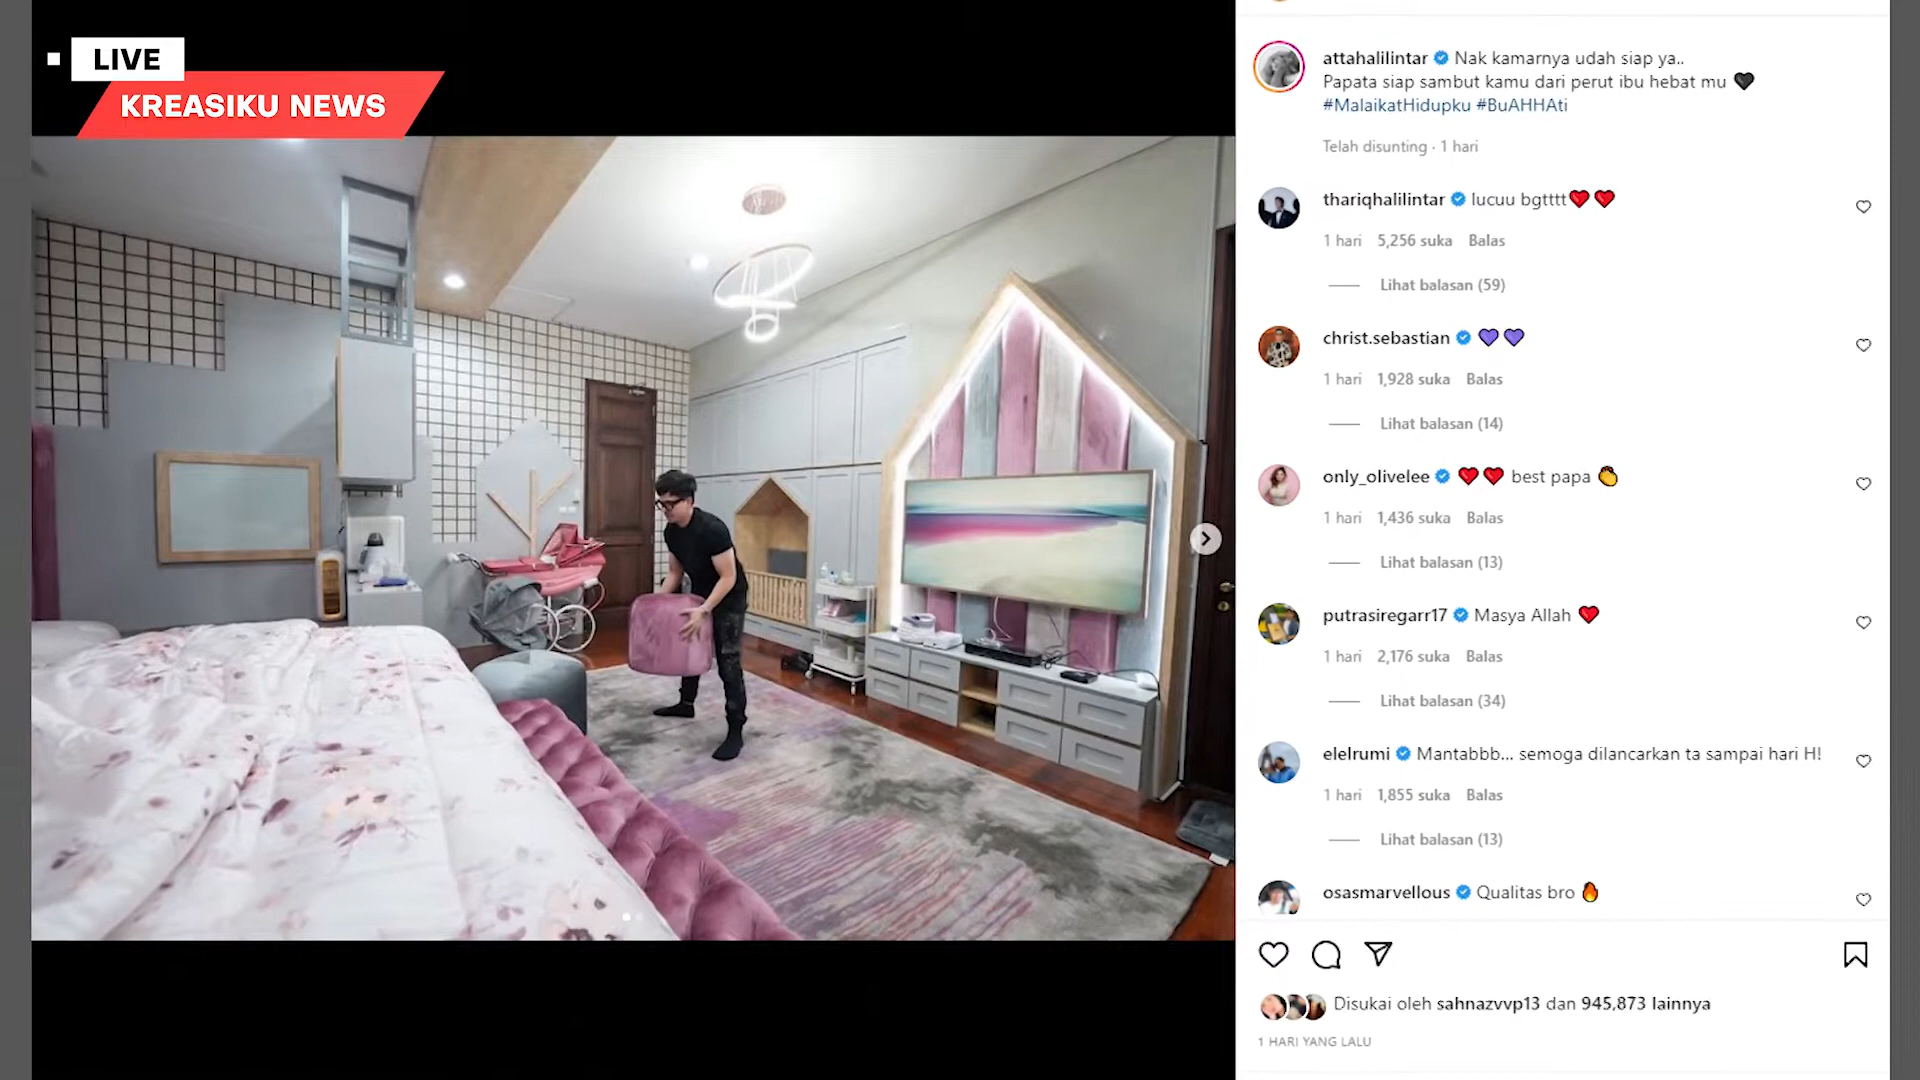 LIVE
KREASIKU NEWS
attahalilintar Nak kamarnya udah siap ya..
Papata siap sambut kamu dari perut ibu hebat mu 🖤
#MalaikatHidupku #BuAHHAti
Telah disunting · 1 hari
thariqhalilintar lucuu bgtttt❤️❤️
1 hari 5,256 suka Balas
Lihat balasan (59)
christ.sebastian 💜💜
1 hari 1,928 suka Balas
Lihat balasan (14)
only_olivelee ❤️❤️ best papa 👏
1 hari 1,436 suka Balas
Lihat balasan (13)
putrasiregarr17 Masya Allah ❤️
1 hari 2,176 suka Balas
Lihat balasan (34)
elelrumi Mantabbb... semoga dilancarkan ta sampai hari H!
1 hari 1,855 suka Balas
Lihat balasan (13)
osasmarvellous Qualitas bro 🔥
Disukai oleh sahnazvvp13 dan 945,873 lainnya
1 HARI YANG LALU